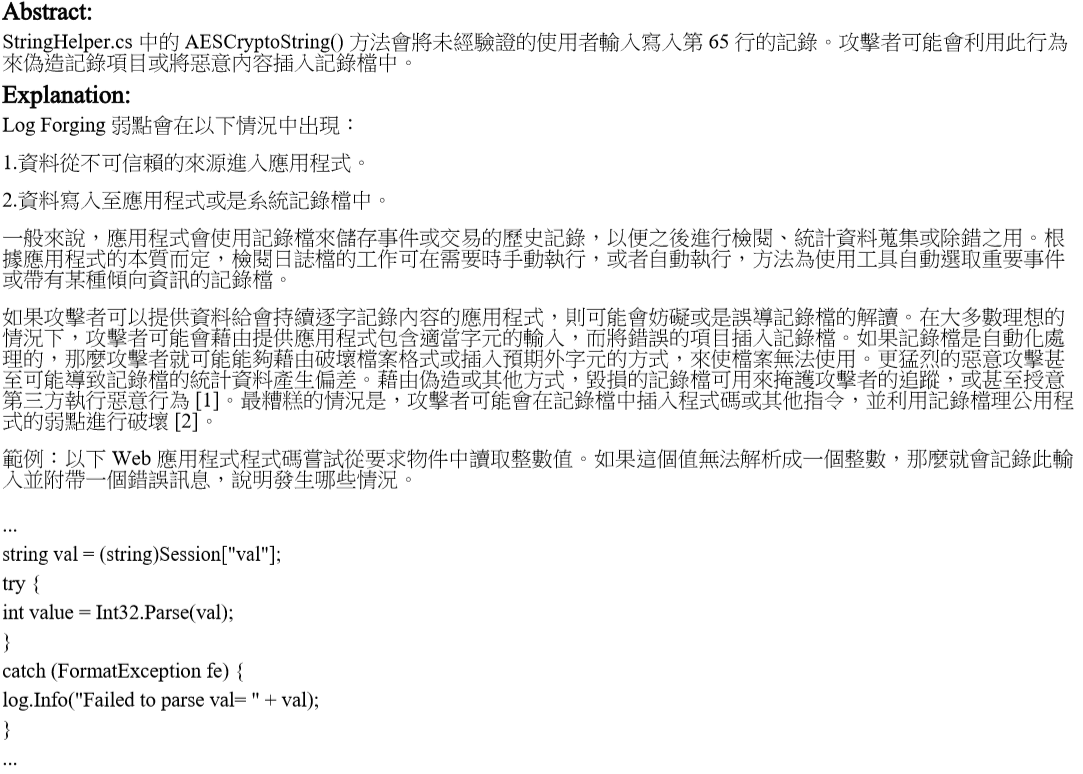 Abstract:
StringHelper.cs 中的 AESCryptoString() 方法會將未經驗證的使用者輸入寫入第 65 行的記錄。攻擊者可能會利用此行為
來偽造記錄項目或將惡意內容插入記錄檔中。
Explanation:
Log Forging 弱點會在以下情況中出現：
1.資料從不可信賴的來源進入應用程式。
2.資料寫入至應用程式或是系統記錄檔中。
一般來說，應用程式會使用記錄檔來儲存事件或交易的歷史記錄，以便之後進行檢閱、統計資料蒐集或除錯之用。根
據應用程式的本質而定，檢閱日誌檔的工作可在需要時手動執行，或者自動執行，方法為使用工具自動選取重要事件
或帶有某種傾向資訊的記錄檔。
如果攻擊者可以提供資料給會持續逐字記錄內容的應用程式，則可能會妨礙或是誤導記錄檔的解讀。在大多數理想的
情況下，攻擊者可能會藉由提供應用程式包含適當字元的輸入，而將錯誤的項目插入記錄檔。如果記錄檔是自動化處
理的，那麼攻擊者就可能能夠藉由破壞檔案格式或插入預期外字元的方式，來使檔案無法使用。更猛烈的惡意攻擊甚
至可能導致記錄檔的統計資料產生偏差。藉由偽造或其他方式，毀損的記錄檔可用來掩護攻擊者的追蹤，或甚至授意
第三方執行惡意行為 [1]。最糟糕的情況是，攻擊者可能會在記錄檔中插入程式碼或其他指令，並利用記錄檔理公用程
式的弱點進行破壞 [2]。
範例：以下 Web 應用程式程式碼嘗試從要求物件中讀取整數值。如果這個值無法解析成一個整數，那麼就會記錄此輸
入並附帶一個錯誤訊息，說明發生哪些情況。
...
string val = (string)Session["val"];
try {
int value = Int32.Parse(val);
}
catch (FormatException fe) {
log.Info("Failed to parse val= " + val);
}
...